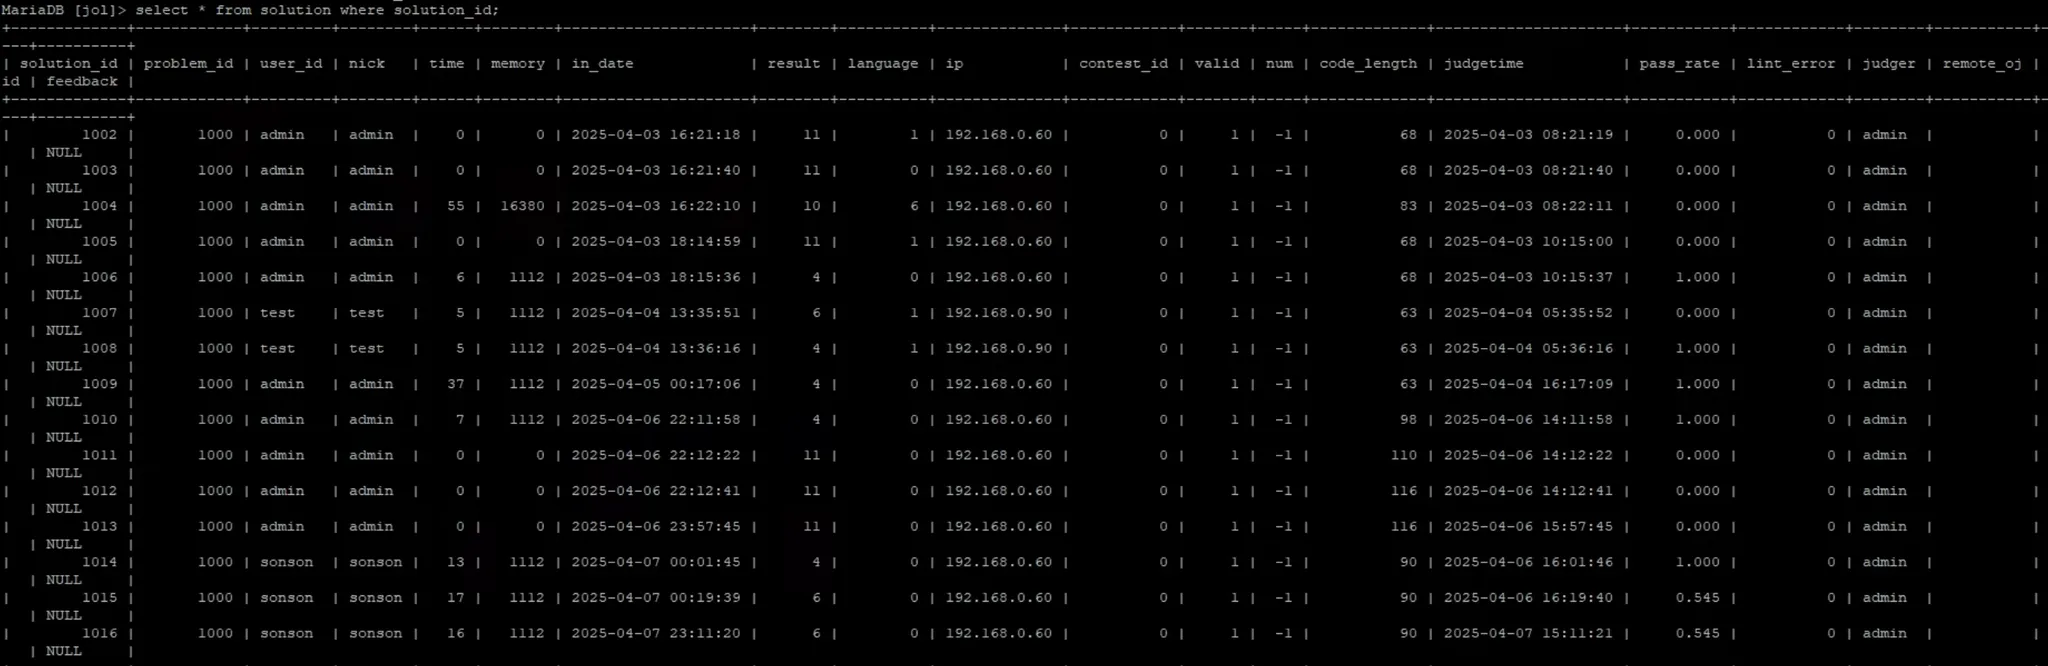 MariaDB [jol]> select * from solution where solution_id;
+-------------+------------+---------+--------+------+--------+---------------------+--------+----------+--------------+------------+-------+------+-------------+---------------------+-----------+------------+--------+-----------+-
---+----------+
| solution_id | problem_id | user_id | nick   | time | memory | in_date             | result | language | ip           | contest_id | valid | num | code_length | judgetime           | pass_rate | lint_error | judger | remote_oj |
id | feedback |
+-------------+------------+---------+--------+------+--------+---------------------+--------+----------+--------------+------------+-------+------+-------------+---------------------+-----------+------------+--------+-----------+-
---+----------+
|        1002 |       1000 | admin   | admin  |    0 |      0 | 2025-04-03 16:21:18 |     11 |        1 | 192.168.0.60 |          0 |     1 |  -1 |          68 | 2025-04-03 08:21:19 |     0.000 |          0 | admin  |           |
   | NULL     |
|        1003 |       1000 | admin   | admin  |    0 |      0 | 2025-04-03 16:21:40 |     11 |        0 | 192.168.0.60 |          0 |     1 |  -1 |          68 | 2025-04-03 08:21:40 |     0.000 |          0 | admin  |           |
   | NULL     |
|        1004 |       1000 | admin   | admin  |   55 |  16380 | 2025-04-03 16:22:10 |     10 |        6 | 192.168.0.60 |          0 |     1 |  -1 |          83 | 2025-04-03 08:22:11 |     0.000 |          0 | admin  |           |
   | NULL     |
|        1005 |       1000 | admin   | admin  |    0 |      0 | 2025-04-03 18:14:59 |     11 |        1 | 192.168.0.60 |          0 |     1 |  -1 |          68 | 2025-04-03 10:15:00 |     0.000 |          0 | admin  |           |
   | NULL     |
|        1006 |       1000 | admin   | admin  |    6 |   1112 | 2025-04-03 18:15:36 |      4 |        0 | 192.168.0.60 |          0 |     1 |  -1 |          68 | 2025-04-03 10:15:37 |     1.000 |          0 | admin  |           |
   | NULL     |
|        1007 |       1000 | test    | test   |    5 |   1112 | 2025-04-04 13:35:51 |      6 |        1 | 192.168.0.90 |          0 |     1 |  -1 |          63 | 2025-04-04 05:35:52 |     0.000 |          0 | admin  |           |
   | NULL     |
|        1008 |       1000 | test    | test   |    5 |   1112 | 2025-04-04 13:36:16 |      4 |        1 | 192.168.0.90 |          0 |     1 |  -1 |          63 | 2025-04-04 05:36:16 |     1.000 |          0 | admin  |           |
   | NULL     |
|        1009 |       1000 | admin   | admin  |   37 |   1112 | 2025-04-05 00:17:06 |      4 |        0 | 192.168.0.60 |          0 |     1 |  -1 |          63 | 2025-04-04 16:17:09 |     1.000 |          0 | admin  |           |
   | NULL     |
|        1010 |       1000 | admin   | admin  |    7 |   1112 | 2025-04-06 22:11:58 |      4 |        0 | 192.168.0.60 |          0 |     1 |  -1 |          98 | 2025-04-06 14:11:58 |     1.000 |          0 | admin  |           |
   | NULL     |
|        1011 |       1000 | admin   | admin  |    0 |      0 | 2025-04-06 22:12:22 |     11 |        0 | 192.168.0.60 |          0 |     1 |  -1 |         110 | 2025-04-06 14:12:22 |     0.000 |          0 | admin  |           |
   | NULL     |
|        1012 |       1000 | admin   | admin  |    0 |      0 | 2025-04-06 22:12:41 |     11 |        0 | 192.168.0.60 |          0 |     1 |  -1 |         116 | 2025-04-06 14:12:41 |     0.000 |          0 | admin  |           |
   | NULL     |
|        1013 |       1000 | admin   | admin  |    0 |      0 | 2025-04-06 23:57:45 |     11 |        0 | 192.168.0.60 |          0 |     1 |  -1 |         116 | 2025-04-06 15:57:45 |     0.000 |          0 | admin  |           |
   | NULL     |
|        1014 |       1000 | sonson  | sonson |   13 |   1112 | 2025-04-07 00:01:45 |      4 |        0 | 192.168.0.60 |          0 |     1 |  -1 |          90 | 2025-04-06 16:01:46 |     1.000 |          0 | admin  |           |
   | NULL     |
|        1015 |       1000 | sonson  | sonson |   17 |   1112 | 2025-04-07 00:19:39 |      6 |        0 | 192.168.0.60 |          0 |     1 |  -1 |          90 | 2025-04-06 16:19:40 |     0.545 |          0 | admin  |           |
   | NULL     |
|        1016 |       1000 | sonson  | sonson |   16 |   1112 | 2025-04-07 23:11:20 |      6 |        0 | 192.168.0.60 |          0 |     1 |  -1 |          90 | 2025-04-07 15:11:21 |     0.545 |          0 | admin  |           |
   | NULL     |